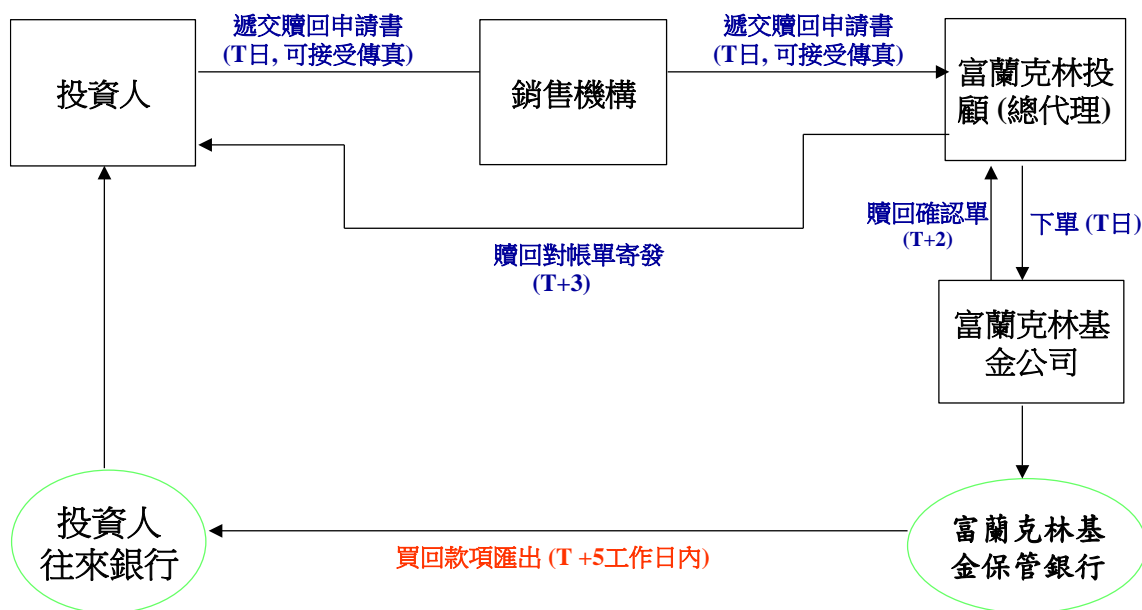 遞交贖回申請書
(T日, 可接受傳真)
遞交贖回申請書
(T日, 可接受傳真)
投資人
銷售機構
富蘭克林投
顧 (總代理)
贖回確認單
(T+2)
下單 (T日)
贖回對帳單寄發
(T+3)
富蘭克林基
金公司
投資人
往來銀行
買回款項匯出 (T +5工作日內)
富蘭克林基
金保管銀行